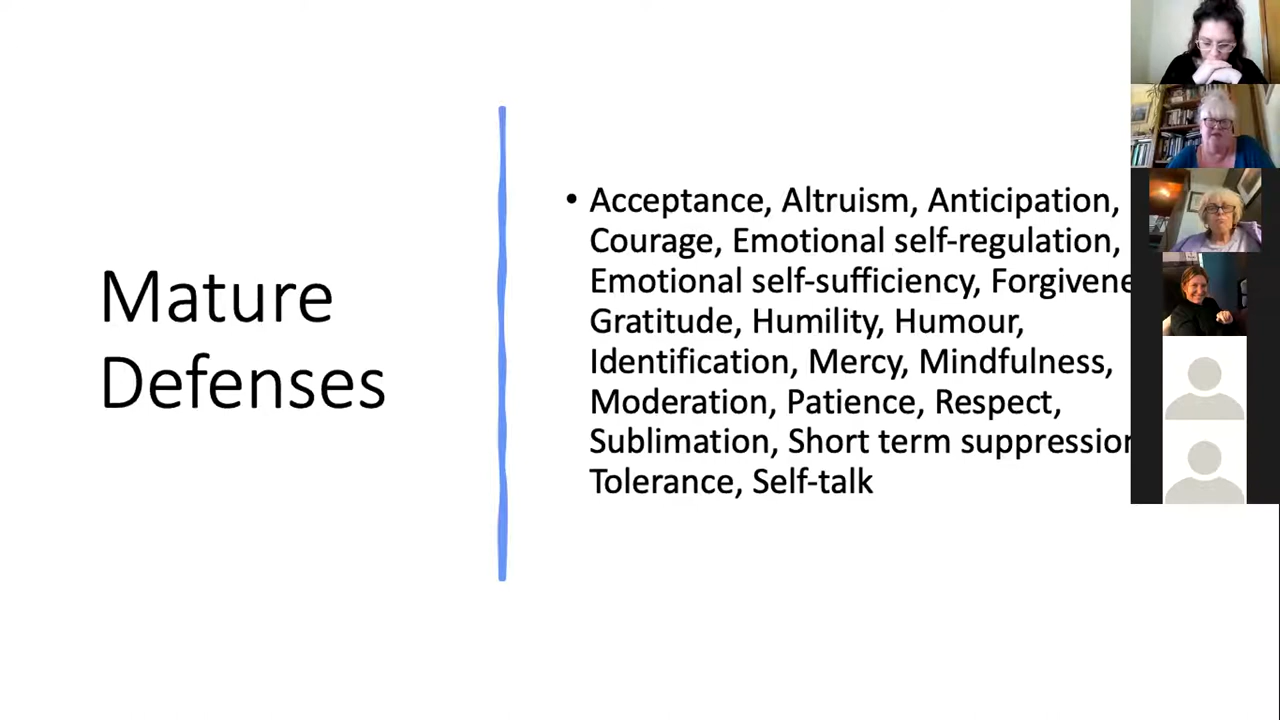 Mature
Defenses
• Acceptance, Altruism, Anticipation,
Courage, Emotional self-regulation,
Emotional self-sufficiency,
Gratitude, Humility, Humour,
Identification, Mercy, Mindfulness,
Moderation, Patience, Respect,
Sublimation, Short term suppression
Tolerance, Self-talk